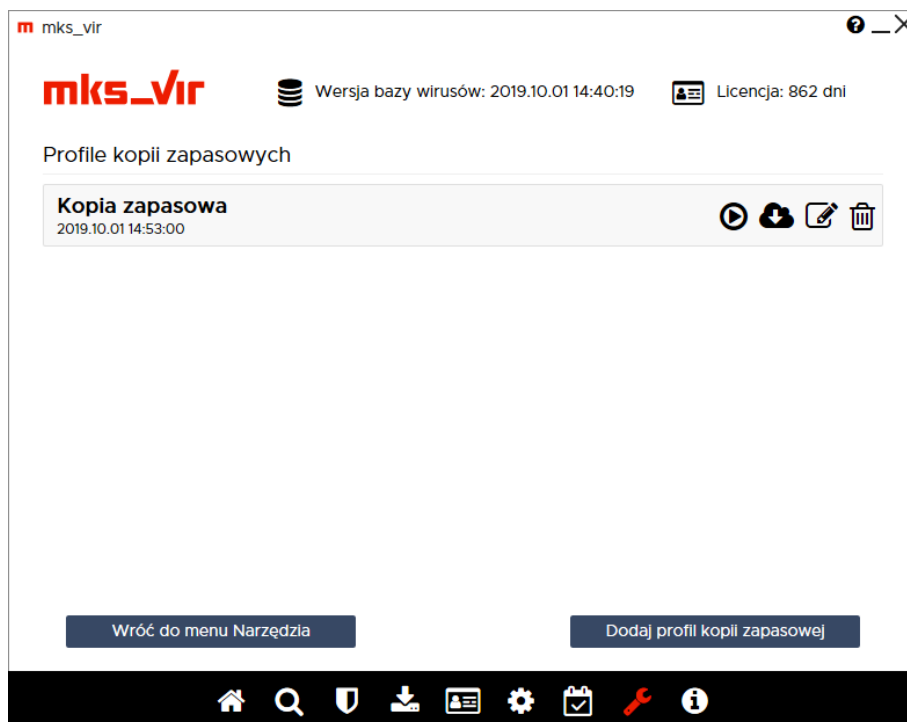 mks_vir
mks_vir
Wersja bazy wirusów: 2019.10.01 14:40:19
Licencja: 862 dni
Profile kopii zapasowych
Kopia zapasowa
2019.10.01 14:53:00
Wróć do menu Narzędzia
Dodaj profil kopii zapasowej